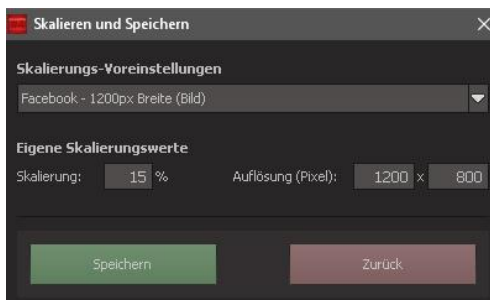 Skalieren und Speichern
Skalierungs-Voreinstellungen
Facebook - 1200px Breite (Bild)
Eigene Skalierungswerte
Skalierung: 15 % Auflösung (Pixel): 1200 x 800
Speichern Zurück